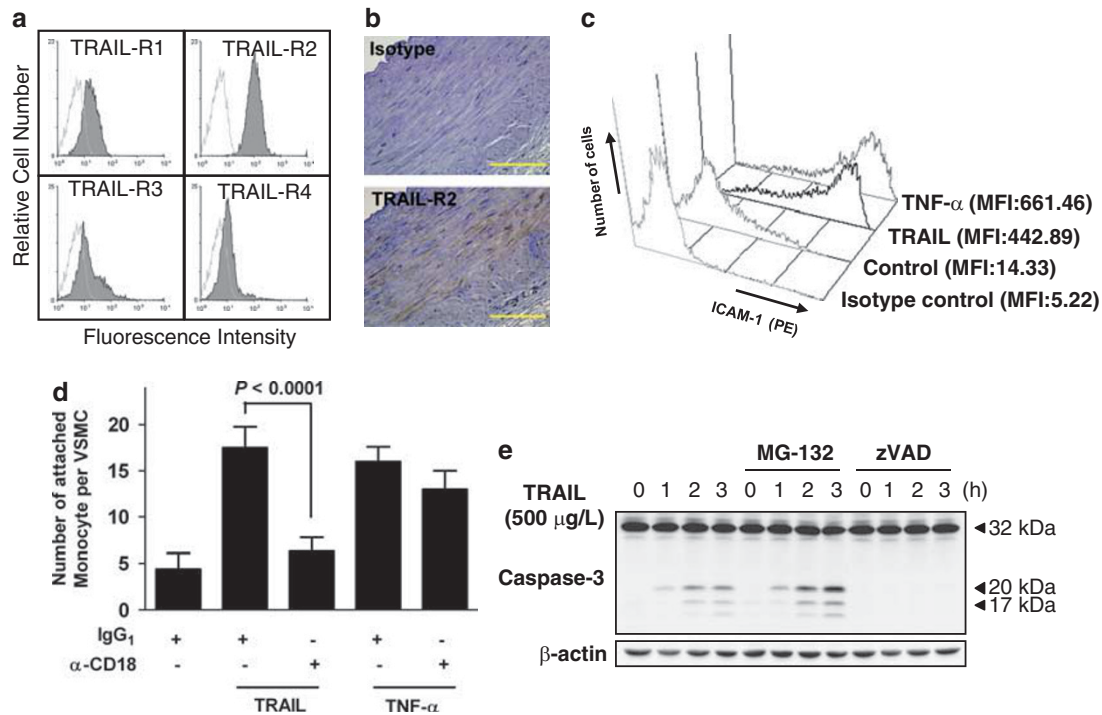 a
TRAIL-R1
TRAIL-R2
TRAIL-R3
TRAIL-R4
Relative Cell Number
Fluorescence Intensity
b
Isotype
TRAIL-R2
c
Number of cells
ICAM-1 (PE)
TNF-α (MFI:661.46)
TRAIL (MFI:442.89)
Control (MFI:14.33)
Isotype control (MFI:5.22)
d
P < 0.0001
Number of attached
Monocyte per VSMC
20
15
10
5
0
IgG1 + + - + -
α-CD18 - - + - +
TRAIL TNF-α
e
MG-132 zVAD
TRAIL 0 1 2 3 0 1 2 3 0 1 2 3 (h)
(500 μg/L)
32 kDa
Caspase-3
20 kDa
17 kDa
β-actin